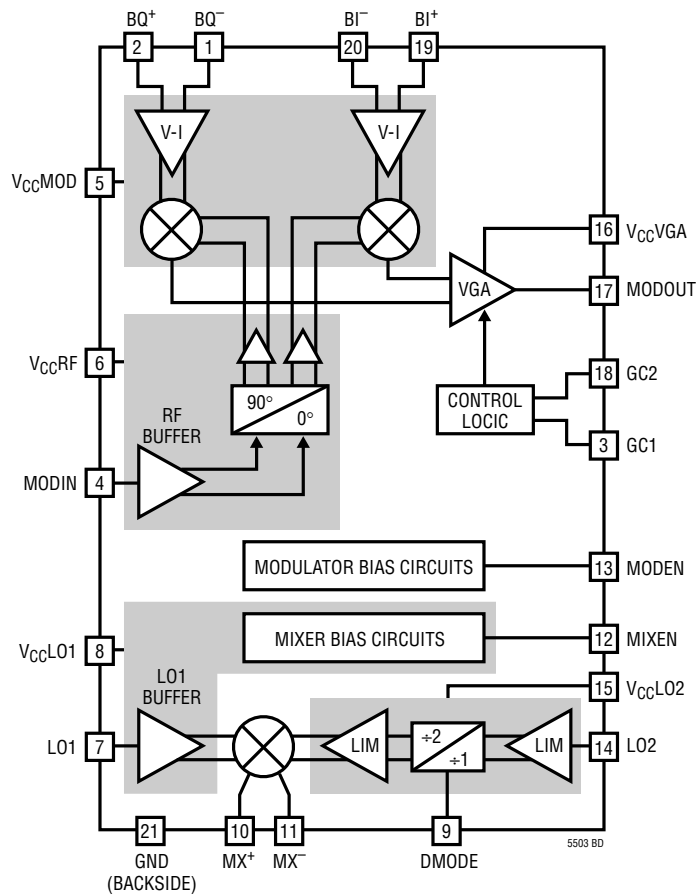 BQ+ BQ– BI– BI+
2 1 20 19
V-I V-I
VCCMOD 5
16 VCCVGA
VGA 17 MODOUT
VCCRF 6
18 GC2
90°
0°
CONTROL
LOGIC
RF
BUFFER
3 GC1
MODIN 4
MODULATOR BIAS CIRCUITS 13 MODEN
MIXER BIAS CIRCUITS 12 MIXEN
VCCLO1 8
15 VCCLO2
LO1
BUFFER
LO1 7
LIM ÷2
÷1 LIM 14 LO2
21 10 11 9
5503 BD
GND
(BACKSIDE)
MX+ MX– DMODE